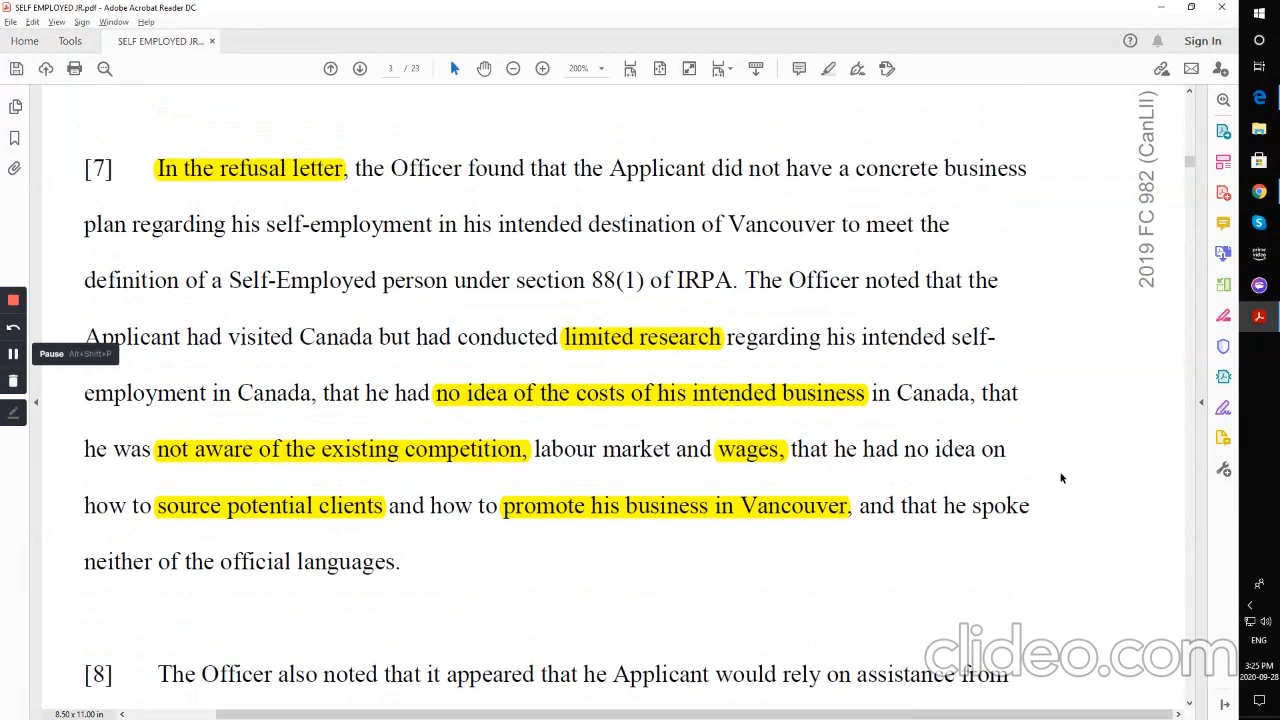 SELF EMPLOYED JR.pdf - Adobe Acrobat Reader DC
File Edit View Sign Window Help
Home Tools SELF EMPLOYED JR... × Sign In
3 / 23 200%
2019 FC 982 (CanLII)
[7] In the refusal letter, the Officer found that the Applicant did not have a concrete business
plan regarding his self-employment in his intended destination of Vancouver to meet the
definition of a Self-Employed person under section 88(1) of IRPA. The Officer noted that the
Applicant had visited Canada but had conducted limited research regarding his intended self-
Pause Alt+Shift+P
employment in Canada, that he had no idea of the costs of his intended business in Canada, that
he was not aware of the existing competition, labour market and wages, that he had no idea on
how to source potential clients and how to promote his business in Vancouver, and that he spoke
neither of the official languages.
[8] The Officer also noted that it appeared that he Applicant would rely on assistance from
clideo.com
8.50 x 11.00 in
prime video
ENG
3:25 PM
2020-09-28